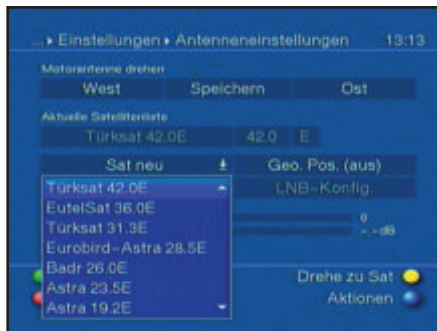 ...▸ Einstellungen ▸ Antenneneinstellungen 13:13
Motorantenne drehen
West Speichern Ost
Aktuelle Satellitenliste
Türksat 42.0E 42.0 E
Sat neu Geo. Pos. (aus)
Türksat 42.0E LNB-Konfig.
EutelSat 36.0E
Türksat 31.3E 0
Eurobird-Astra 28.5E -.-dB
Badr 26.0E
Astra 23.5E Drehe zu Sat
Astra 19.2E Aktionen